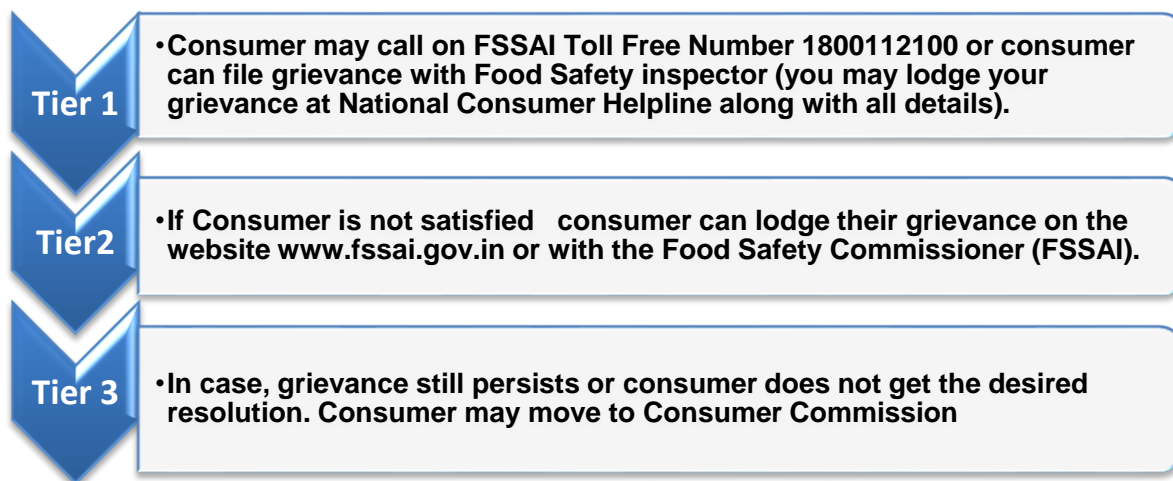 Tier 1
•Consumer may call on FSSAI Toll Free Number 1800112100 or consumer
can file grievance with Food Safety inspector (you may lodge your
grievance at National Consumer Helpline along with all details).
Tier2
•If Consumer is not satisfied   consumer can lodge their grievance on the
website www.fssai.gov.in or with the Food Safety Commissioner (FSSAI).
Tier 3
•In case, grievance still persists or consumer does not get the desired
resolution. Consumer may move to Consumer Commission